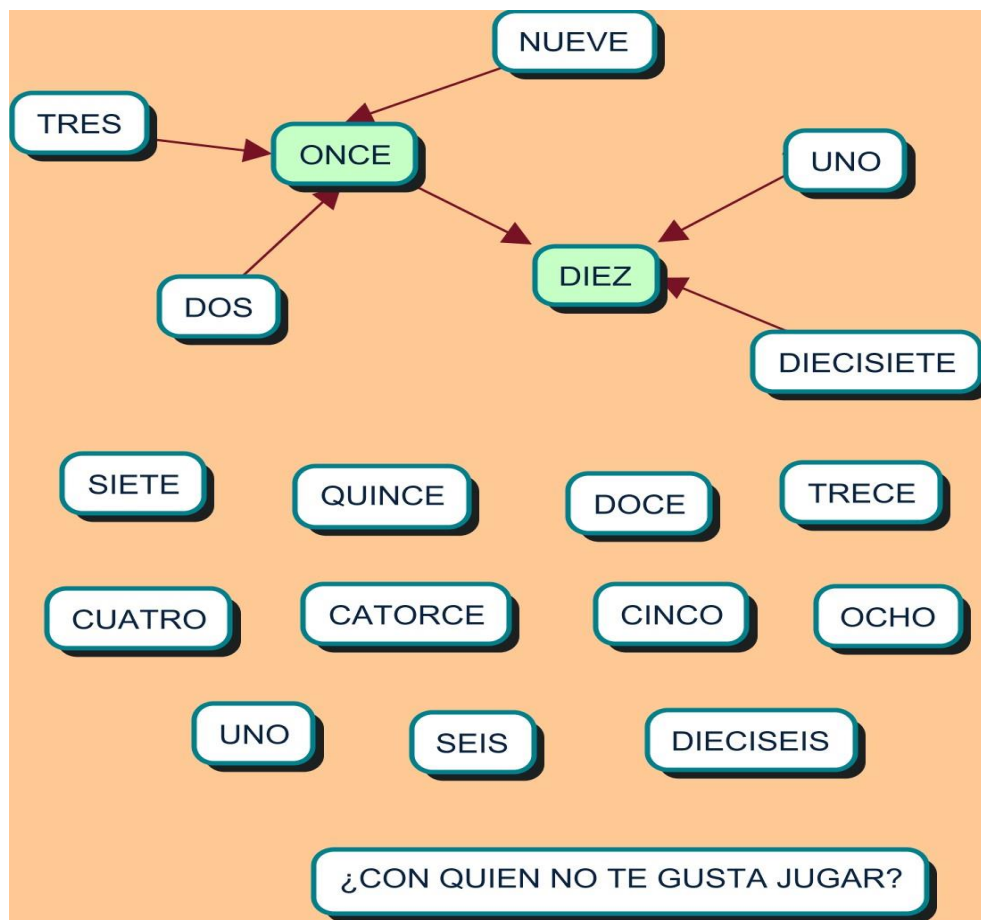 NUEVE
TRES
ONCE
UNO
DIEZ
DOS
DIECISIETE
SIETE
QUINCE
DOCE
TRECE
CUATRO
CATORCE
CINCO
OCHO
UNO
SEIS
DIECISEIS
¿CON QUIEN NO TE GUSTA JUGAR?